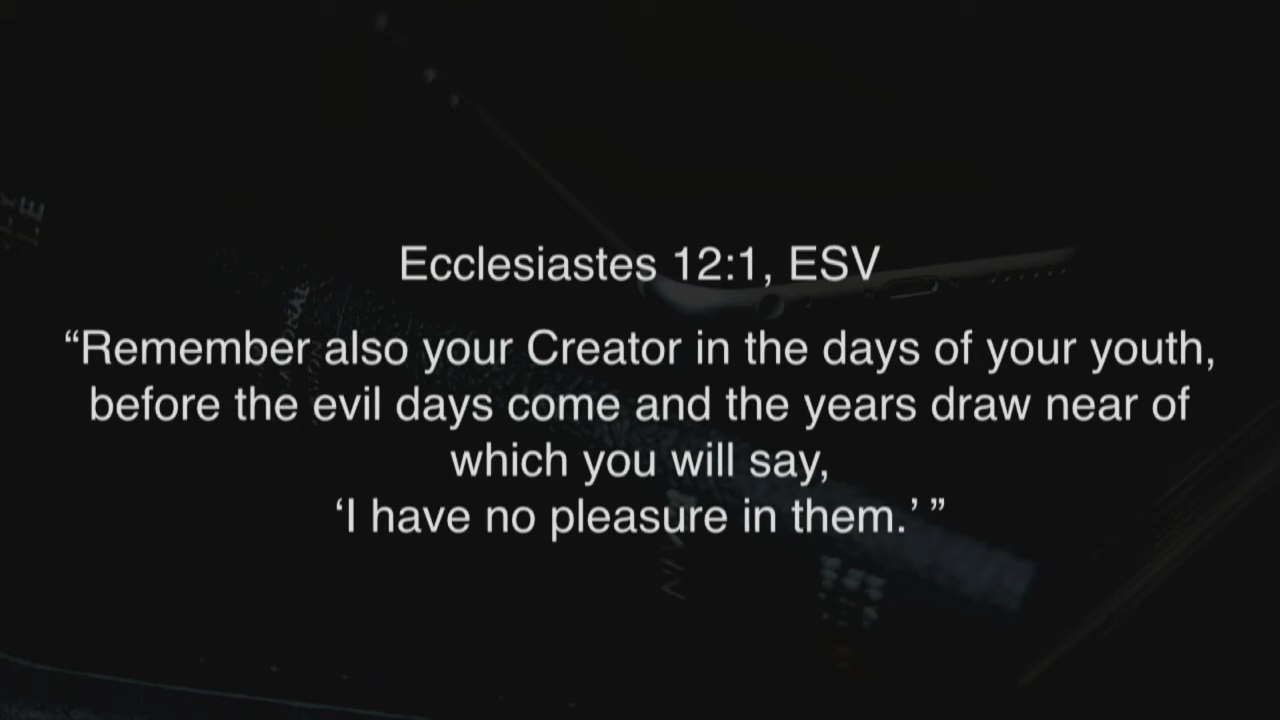 Ecclesiastes 12:1, ESV
“Remember also your Creator in the days of your youth,
before the evil days come and the years draw near of
which you will say,
‘I have no pleasure in them.’ ”